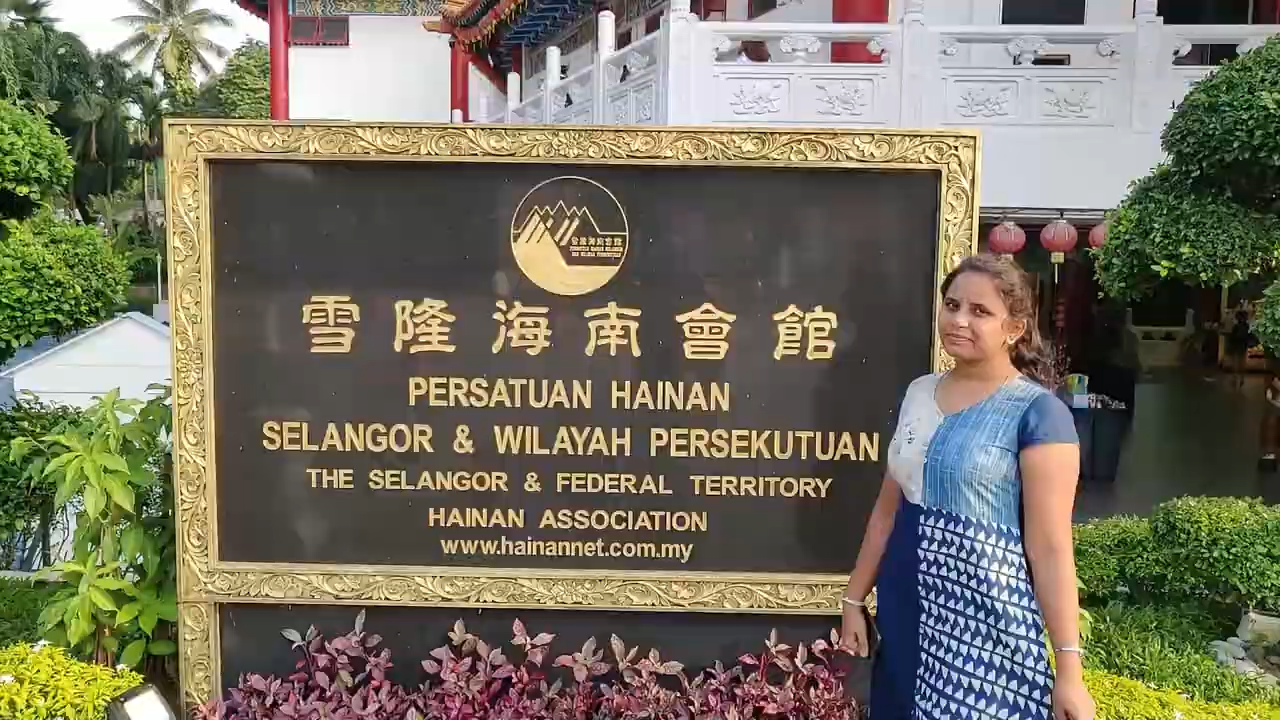 雪隆海南會館
PERSATUAN HAINAN
SELANGOR & WILAYAH PERSEKUTUAN
THE SELANGOR & FEDERAL TERRITORY
HAINAN ASSOCIATION
www.hainannet.com.my